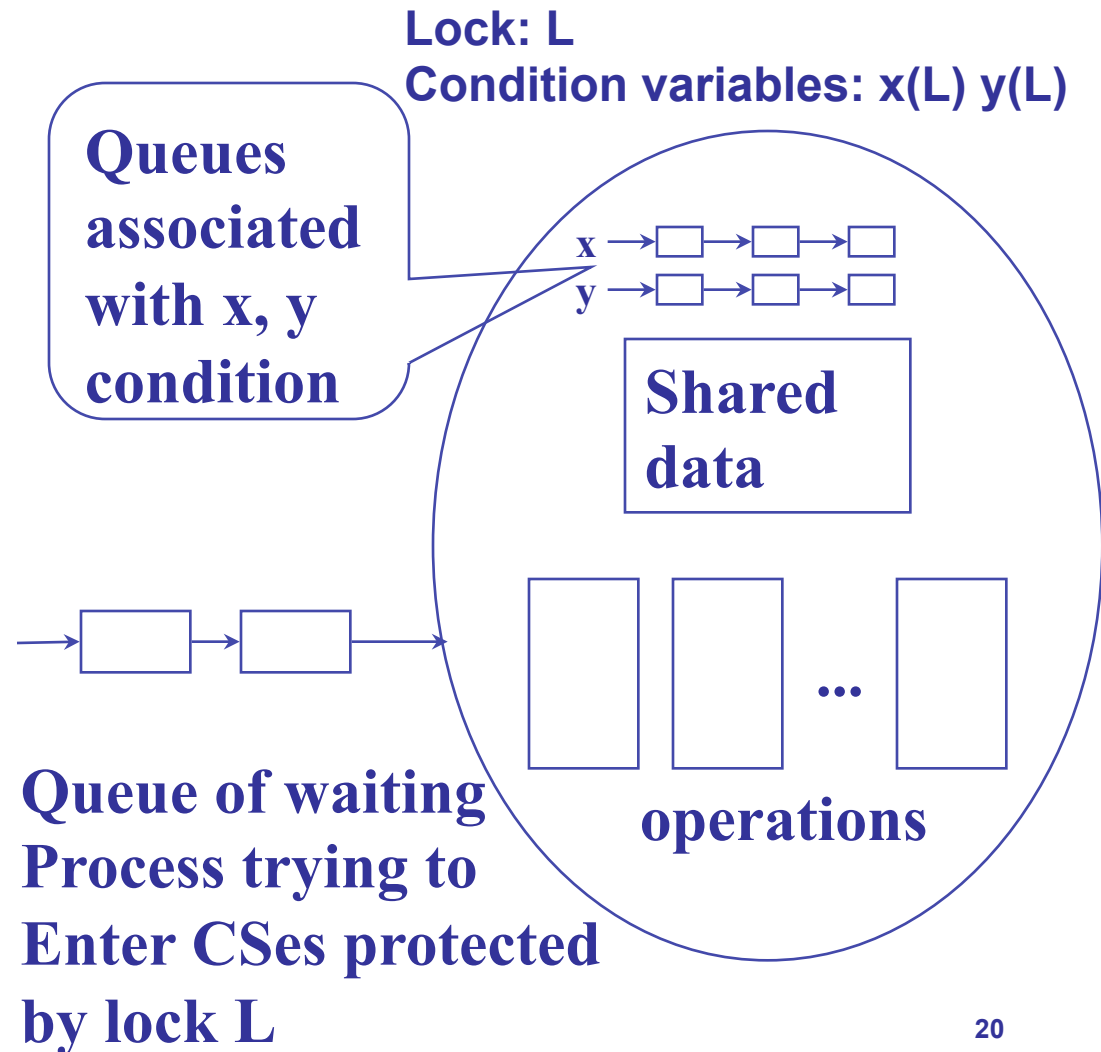 Lock: L
Condition variables: x(L) y(L)
Queues
associated
with x, y
condition
x
y
Shared
data
...
operations
Queue of waiting
Process trying to
Enter CSes protected
by lock L
20